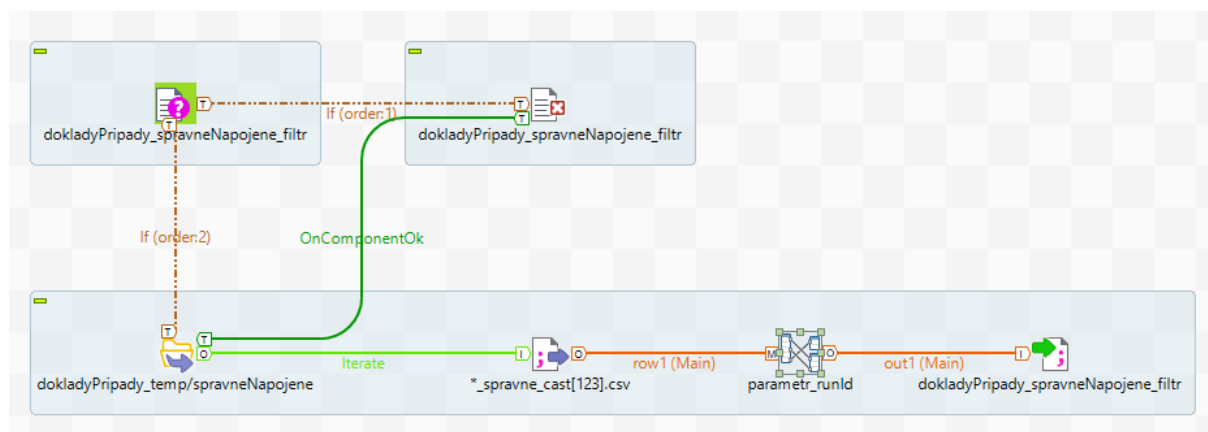 If (order:1)
dokladyPripady_spravneNapojene_filtr
dokladyPripady_spravneNapojene_filtr
If (order:2)
OnComponentOk
Iterate
row1 (Main)
out1 (Main)
dokladyPripady_temp/spravneNapojene
*_spravne_cast[123].csv
parametr_runId
dokladyPripady_spravneNapojene_filtr